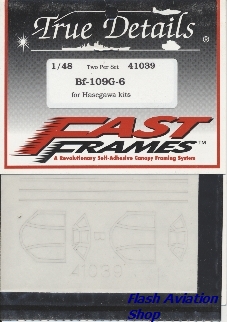 True Details
®
1/48 Two Per Set 41039
Bf-109G-6
for Hasegawa kits
FAST
FRAMES™
A Revolutionary Self-Adhesive Canopy Framing System
41039
Flash Aviation
Shop